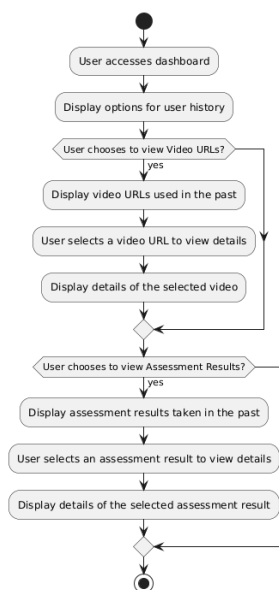 User accesses dashboard
Display options for user history
User chooses to view Video URLs?
yes
Display video URLs used in the past
User selects a video URL to view details
Display details of the selected video
User chooses to view Assessment Results?
yes
Display assessment results taken in the past
User selects an assessment result to view details
Display details of the selected assessment result